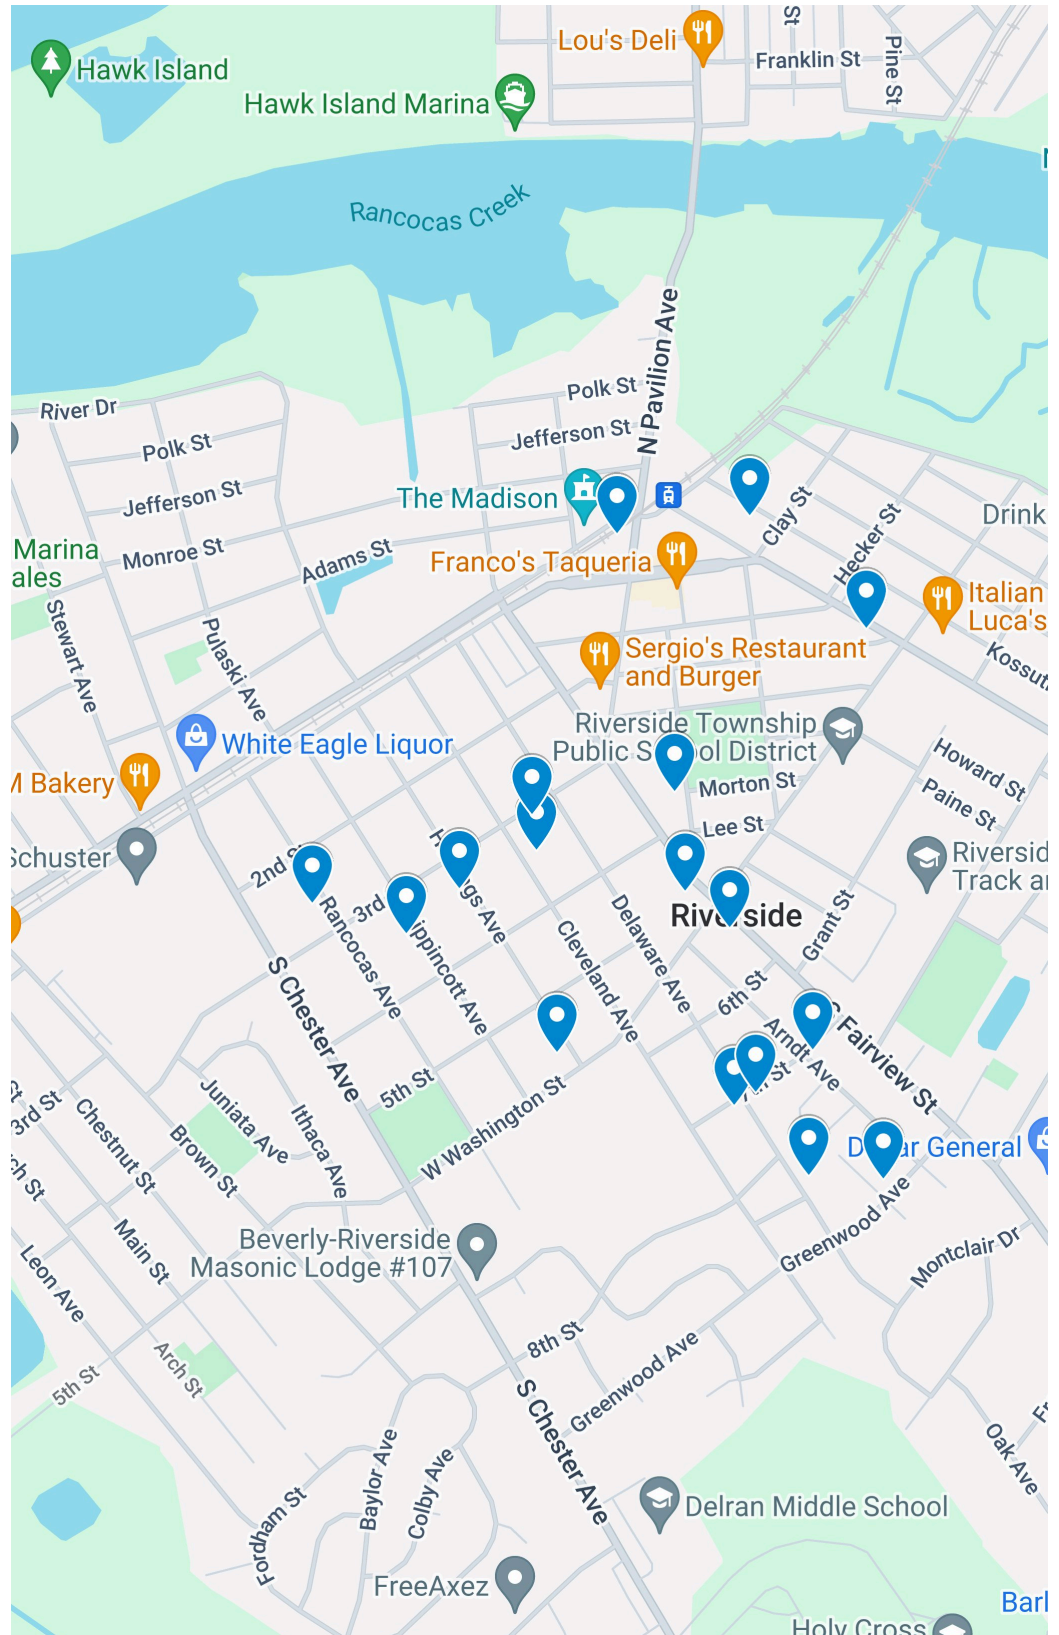 St
Lou's Deli
Franklin St
Pine St
Hawk Island
Hawk Island Marina
Rancocas Creek
N Pavilion Ave
Polk St
River Dr
Jefferson St
Polk St
Jefferson St
The Madison
Clay St
Drink
Hecker St
Marina
ales
Monroe St
Adams St
Franco's Taqueria
Italian
Luca's
Stewart Ave
Pulaski Ave
Sergio's Restaurant
and Burger
Riverside Township
Public S ol District
White Eagle Liquor
Howard St
Morton St
Paine St
Bakery
Lee St
Schuster
2nd
3rd
Rancocas Ave
ippincott Ave
gs Ave
Delaware Ave
Cleveland Ave
Riverside
Grant St
Track
6th St
Arndt Ave
S Fairview St
S Chester Ave
5th St
W Washington St
3rd St
Chestnut St
Juniata Ave
Ithaca Ave
Brown St
ar General
Greenwood Ave
Montclair Dr
Main St
Leon Ave
Beverly-Riverside
Masonic Lodge #107
8th St
Arch St
5th St
Greenwood Ave
S Chester Ave
Baylor Ave
Colby Ave
Fordham St
Oak Ave
Delran Middle School
FreeAxez
Holy Cross